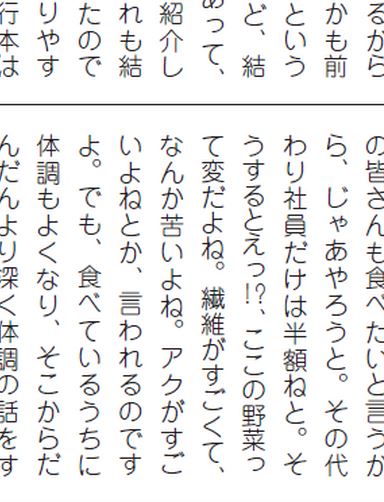 るから
かも前
という
ど、結
あって、
紹介し
れも結
たので
りやす
行本は
の皆さんも食べたいと言うか
ら、じゃあやろうと。その代
わり社員だけは半額ねと。そ
うするとえっ!?、ここの野菜っ
て変だよね。繊維がすごくて、
なんか苦いよね。アクがすご
いよねとか、言われるのです
よ。でも、食べているうちに
体調もよくなり、そこからだ
んだんより深く体調の話をす